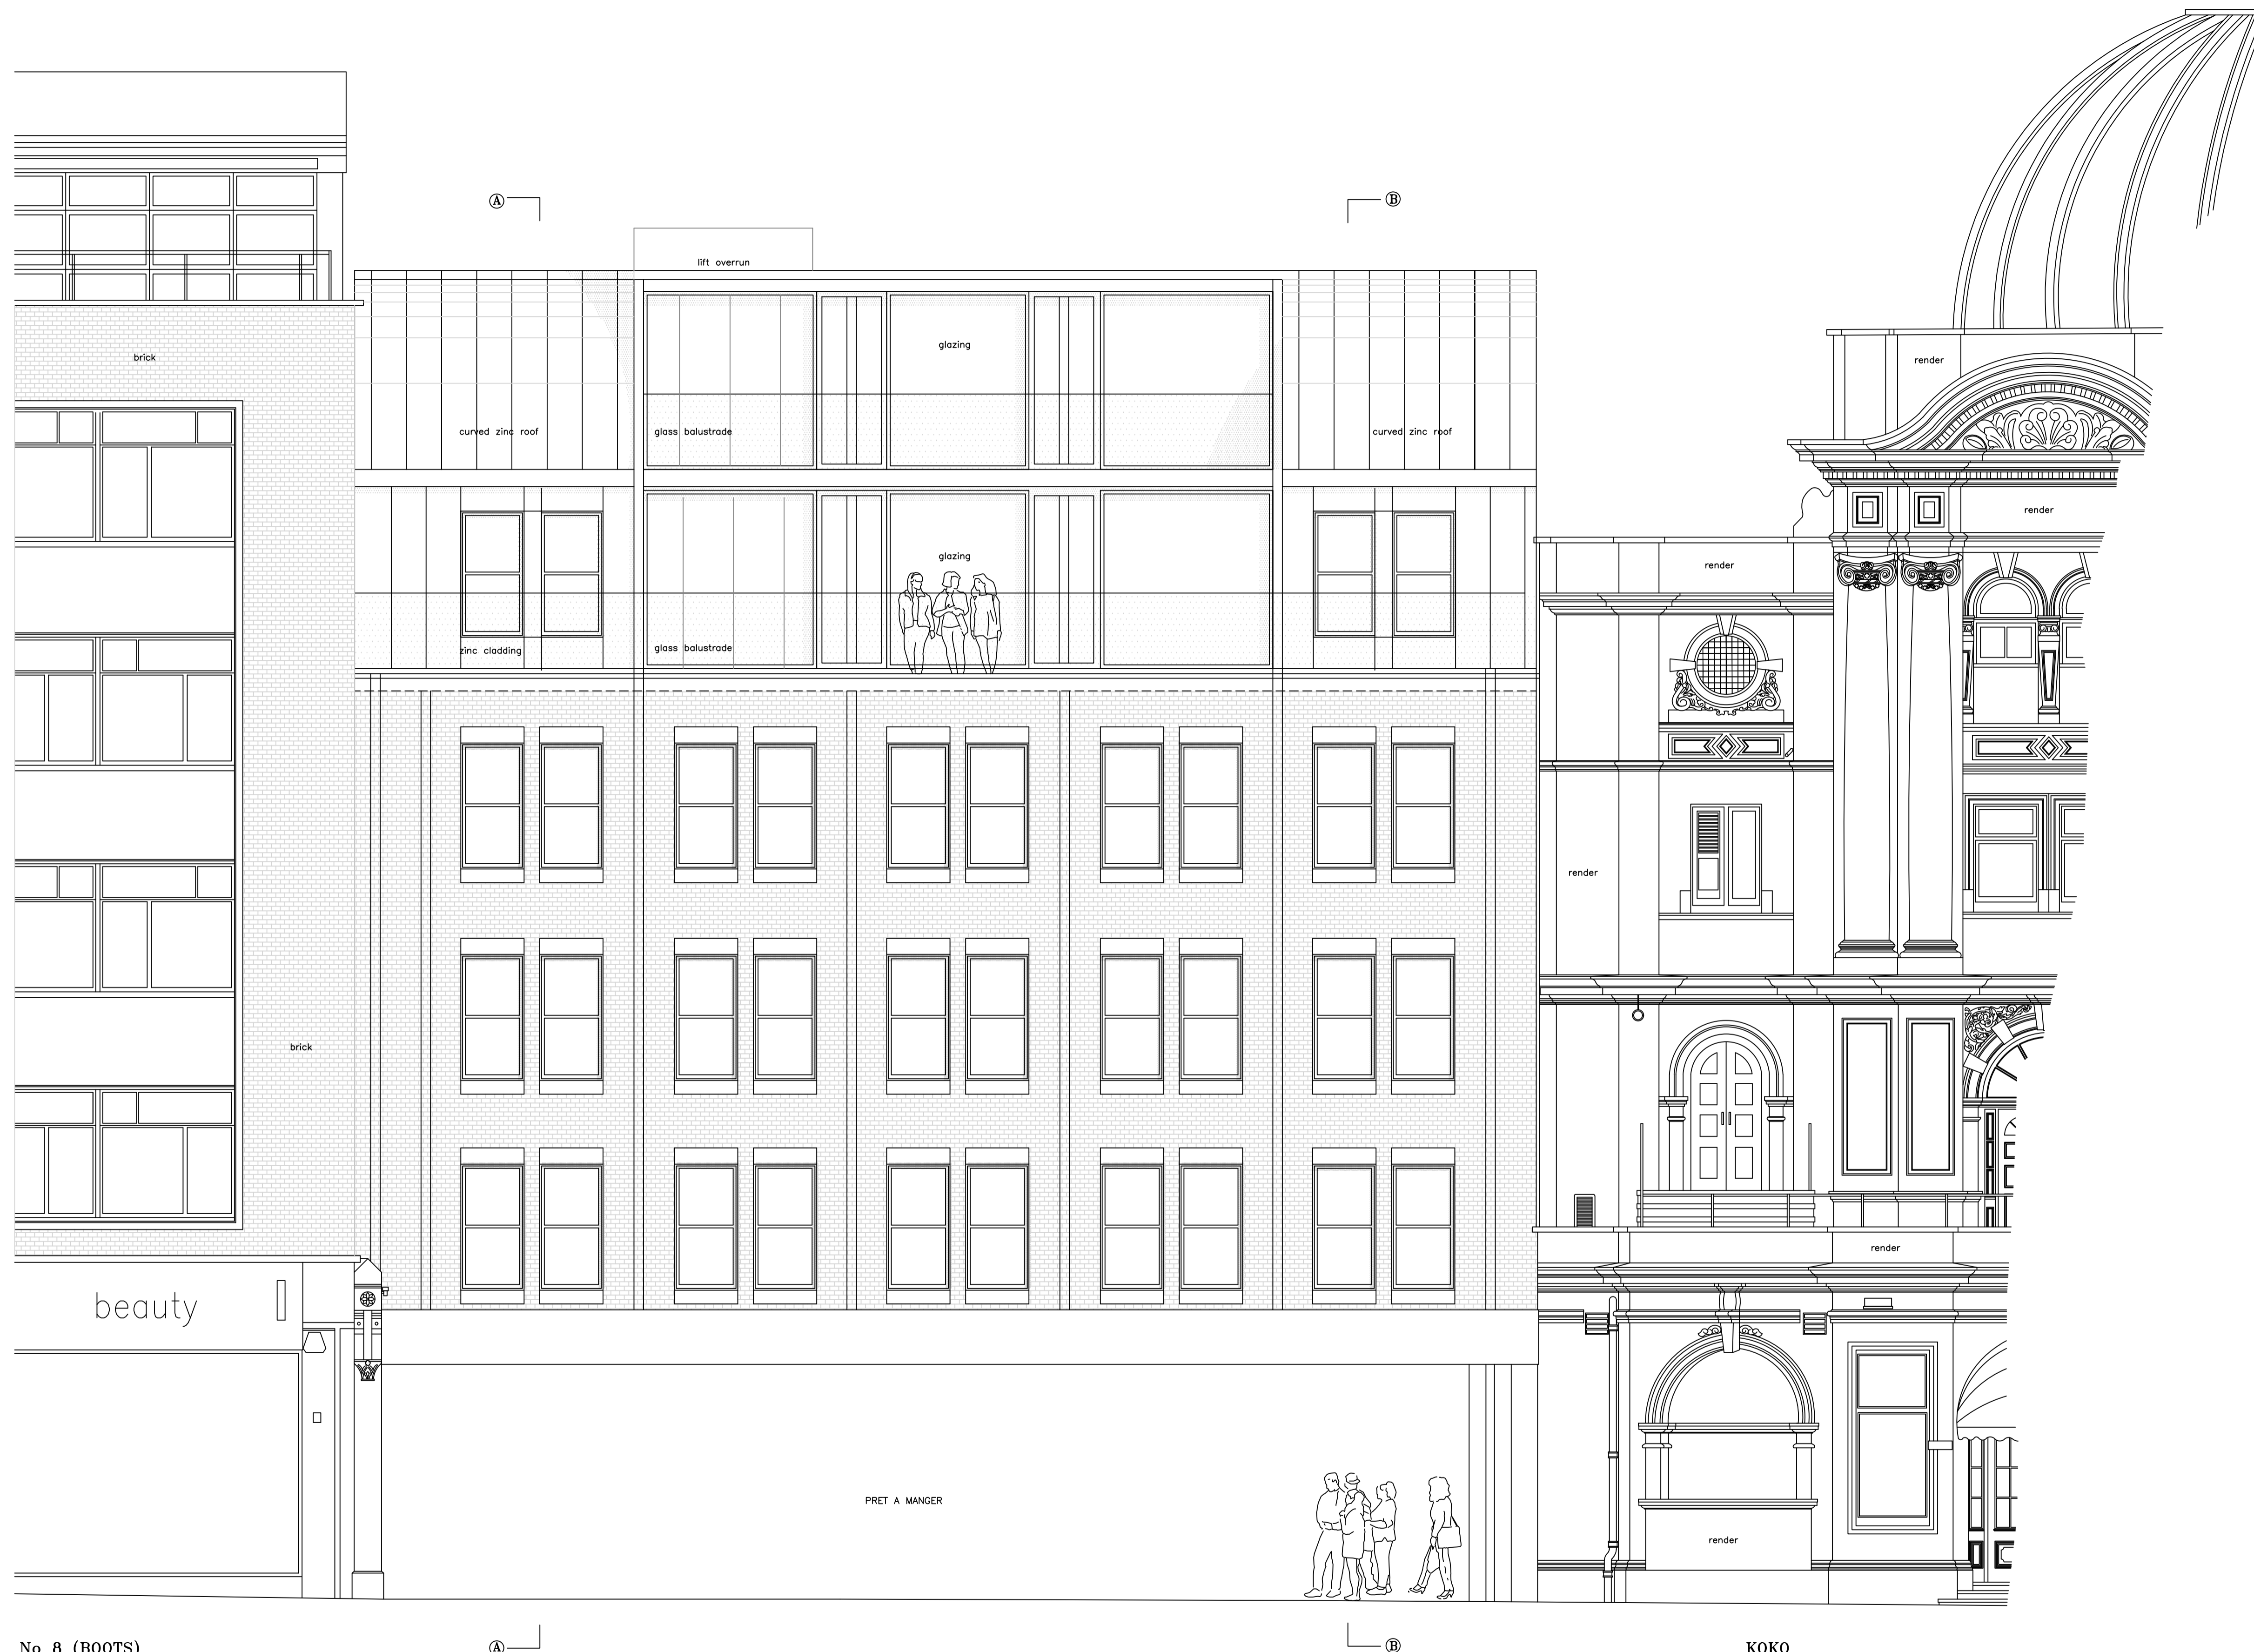 Ⓐ
Ⓑ
lift overrun
glazing
brick
render
curved zinc roof
glass balustrade
curved zinc roof
render
glazing
render
zinc cladding
glass balustrade
render
brick
render
beauty
PRET A MANGER
render
No 8 (BOOTS)
Ⓐ
Ⓑ
KOKO